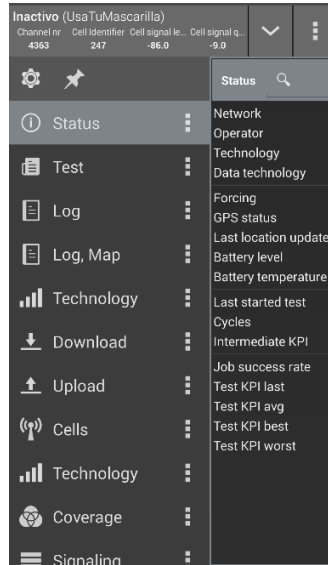 Inactivo (UsaTuMascarilla)
Channel nr Cell Identifier Cell signal le... Cell signal q...
4363 247 -86.0 -9.0
Status
Status
Test
Log
Log, Map
Technology
Download
Upload
Cells
Technology
Coverage
Signaling
Network
Operator
Technology
Data technology
Forcing
GPS status
Last location update
Battery level
Battery temperature
Last started test
Cycles
Intermediate KPI
Job success rate
Test KPI last
Test KPI avg
Test KPI best
Test KPI worst